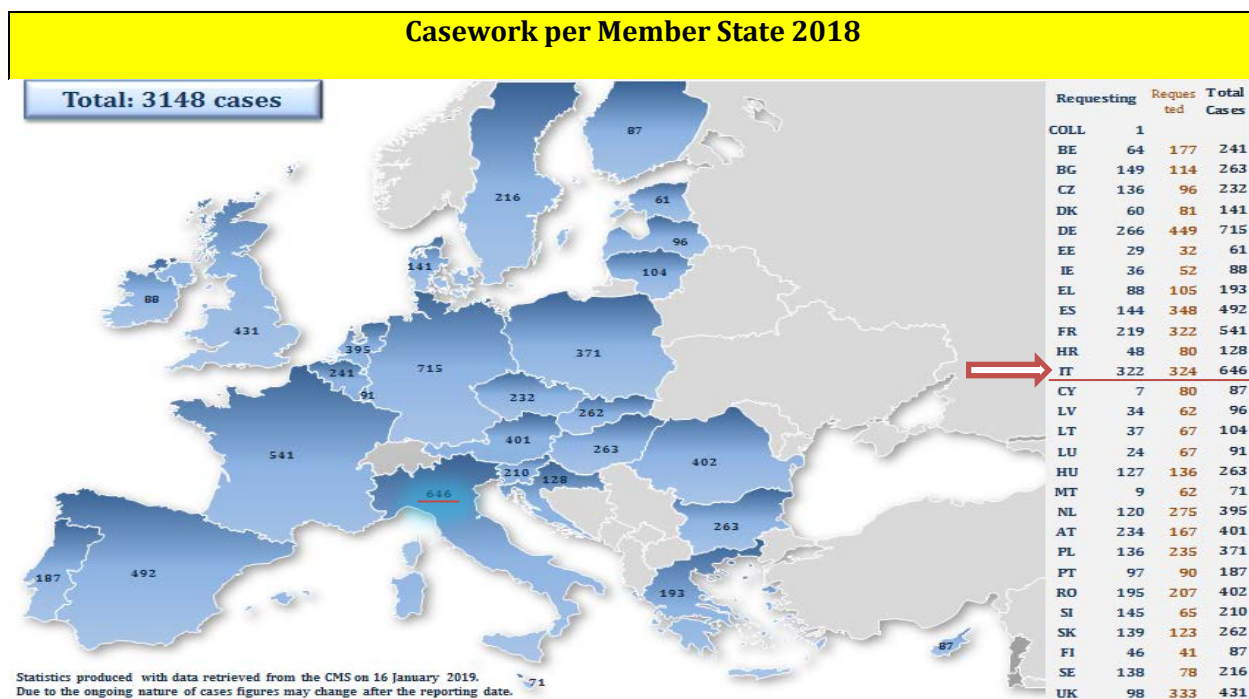 Casework per Member State 2018
Total: 3148 cases
87
216
61
96
141
104
88
431
395
371
241
715
91
232
262
401
263
541
402
210
128
646
263
187
492
193
87
71
Statistics produced with data retrieved from the CMS on 16 January 2019.
Due to the ongoing nature of cases figures may change after the reporting date.
Requesting Reques ted Total Cases
COLL 1
BE 64 177 241
BG 149 114 263
CZ 136 96 232
DK 60 81 141
DE 266 449 715
EE 29 32 61
IE 36 52 88
EL 88 105 193
ES 144 348 492
FR 219 322 541
HR 48 80 128
IT 322 324 646
CY 7 80 87
LV 34 62 96
LT 37 67 104
LU 24 67 91
HU 127 136 263
MT 9 62 71
NL 120 275 395
AT 234 167 401
PL 136 235 371
PT 97 90 187
RO 195 207 402
SI 145 65 210
SK 139 123 262
FI 46 41 87
SE 138 78 216
UK 98 333 431